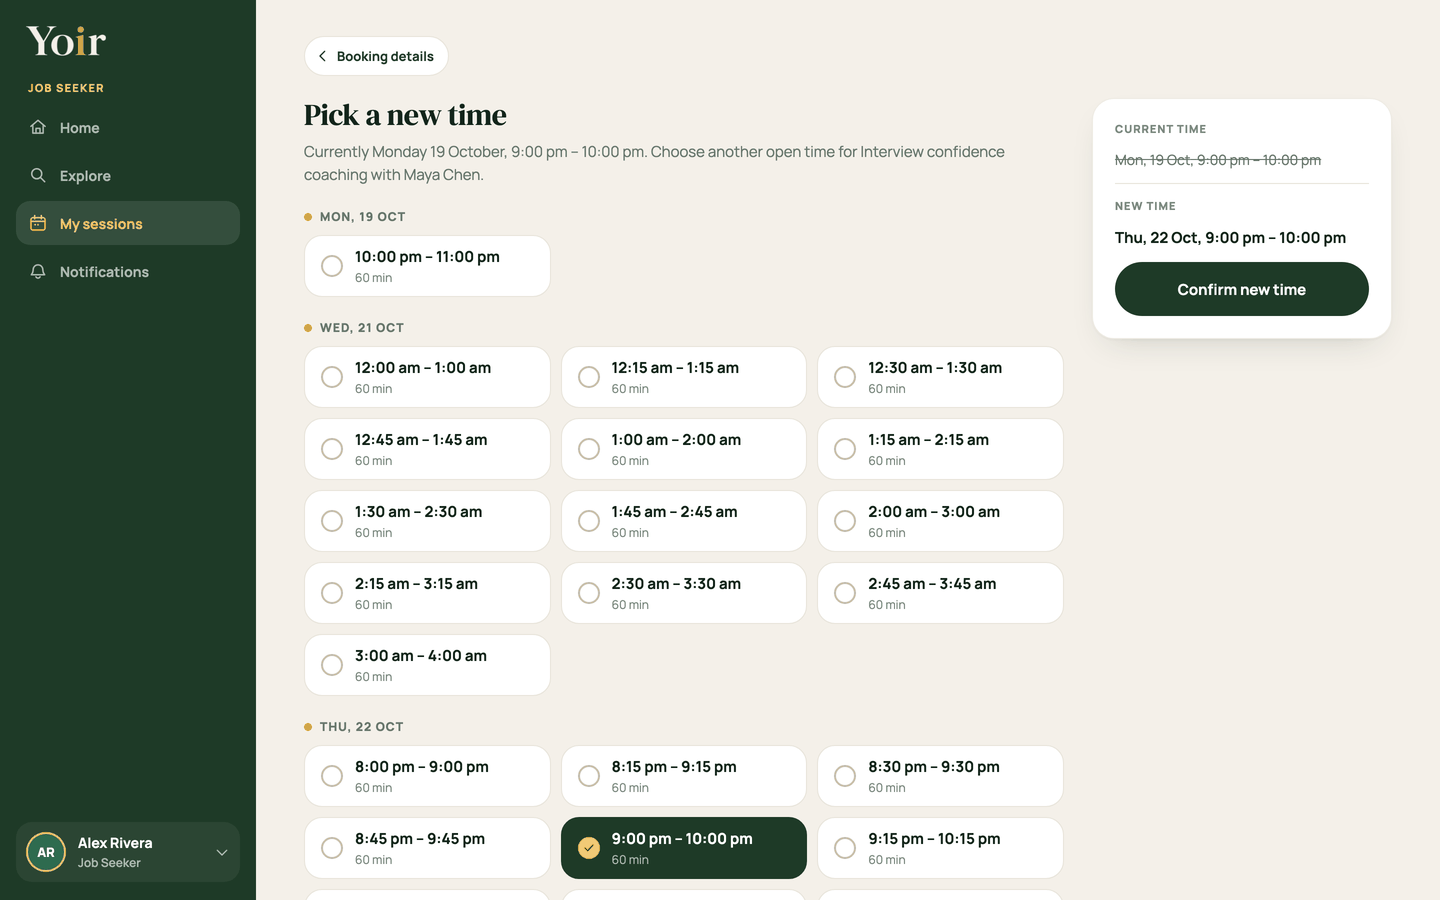 Yoir
JOB SEEKER
Home
Explore
My sessions
Notifications
AR
Alex Rivera
Job Seeker
Booking details
Pick a new time
Currently Monday 19 October, 9:00 pm – 10:00 pm. Choose another open time for Interview confidence
coaching with Maya Chen.
MON, 19 OCT
10:00 pm – 11:00 pm
60 min
WED, 21 OCT
12:00 am – 1:00 am
60 min
12:15 am – 1:15 am
60 min
12:30 am – 1:30 am
60 min
12:45 am – 1:45 am
60 min
1:00 am – 2:00 am
60 min
1:15 am – 2:15 am
60 min
1:30 am – 2:30 am
60 min
1:45 am – 2:45 am
60 min
2:00 am – 3:00 am
60 min
2:15 am – 3:15 am
60 min
2:30 am – 3:30 am
60 min
2:45 am – 3:45 am
60 min
3:00 am – 4:00 am
60 min
THU, 22 OCT
8:00 pm – 9:00 pm
60 min
8:15 pm – 9:15 pm
60 min
8:30 pm – 9:30 pm
60 min
8:45 pm – 9:45 pm
60 min
9:00 pm – 10:00 pm
60 min
9:15 pm – 10:15 pm
60 min
CURRENT TIME
Mon, 19 Oct, 9:00 pm – 10:00 pm
NEW TIME
Thu, 22 Oct, 9:00 pm – 10:00 pm
Confirm new time